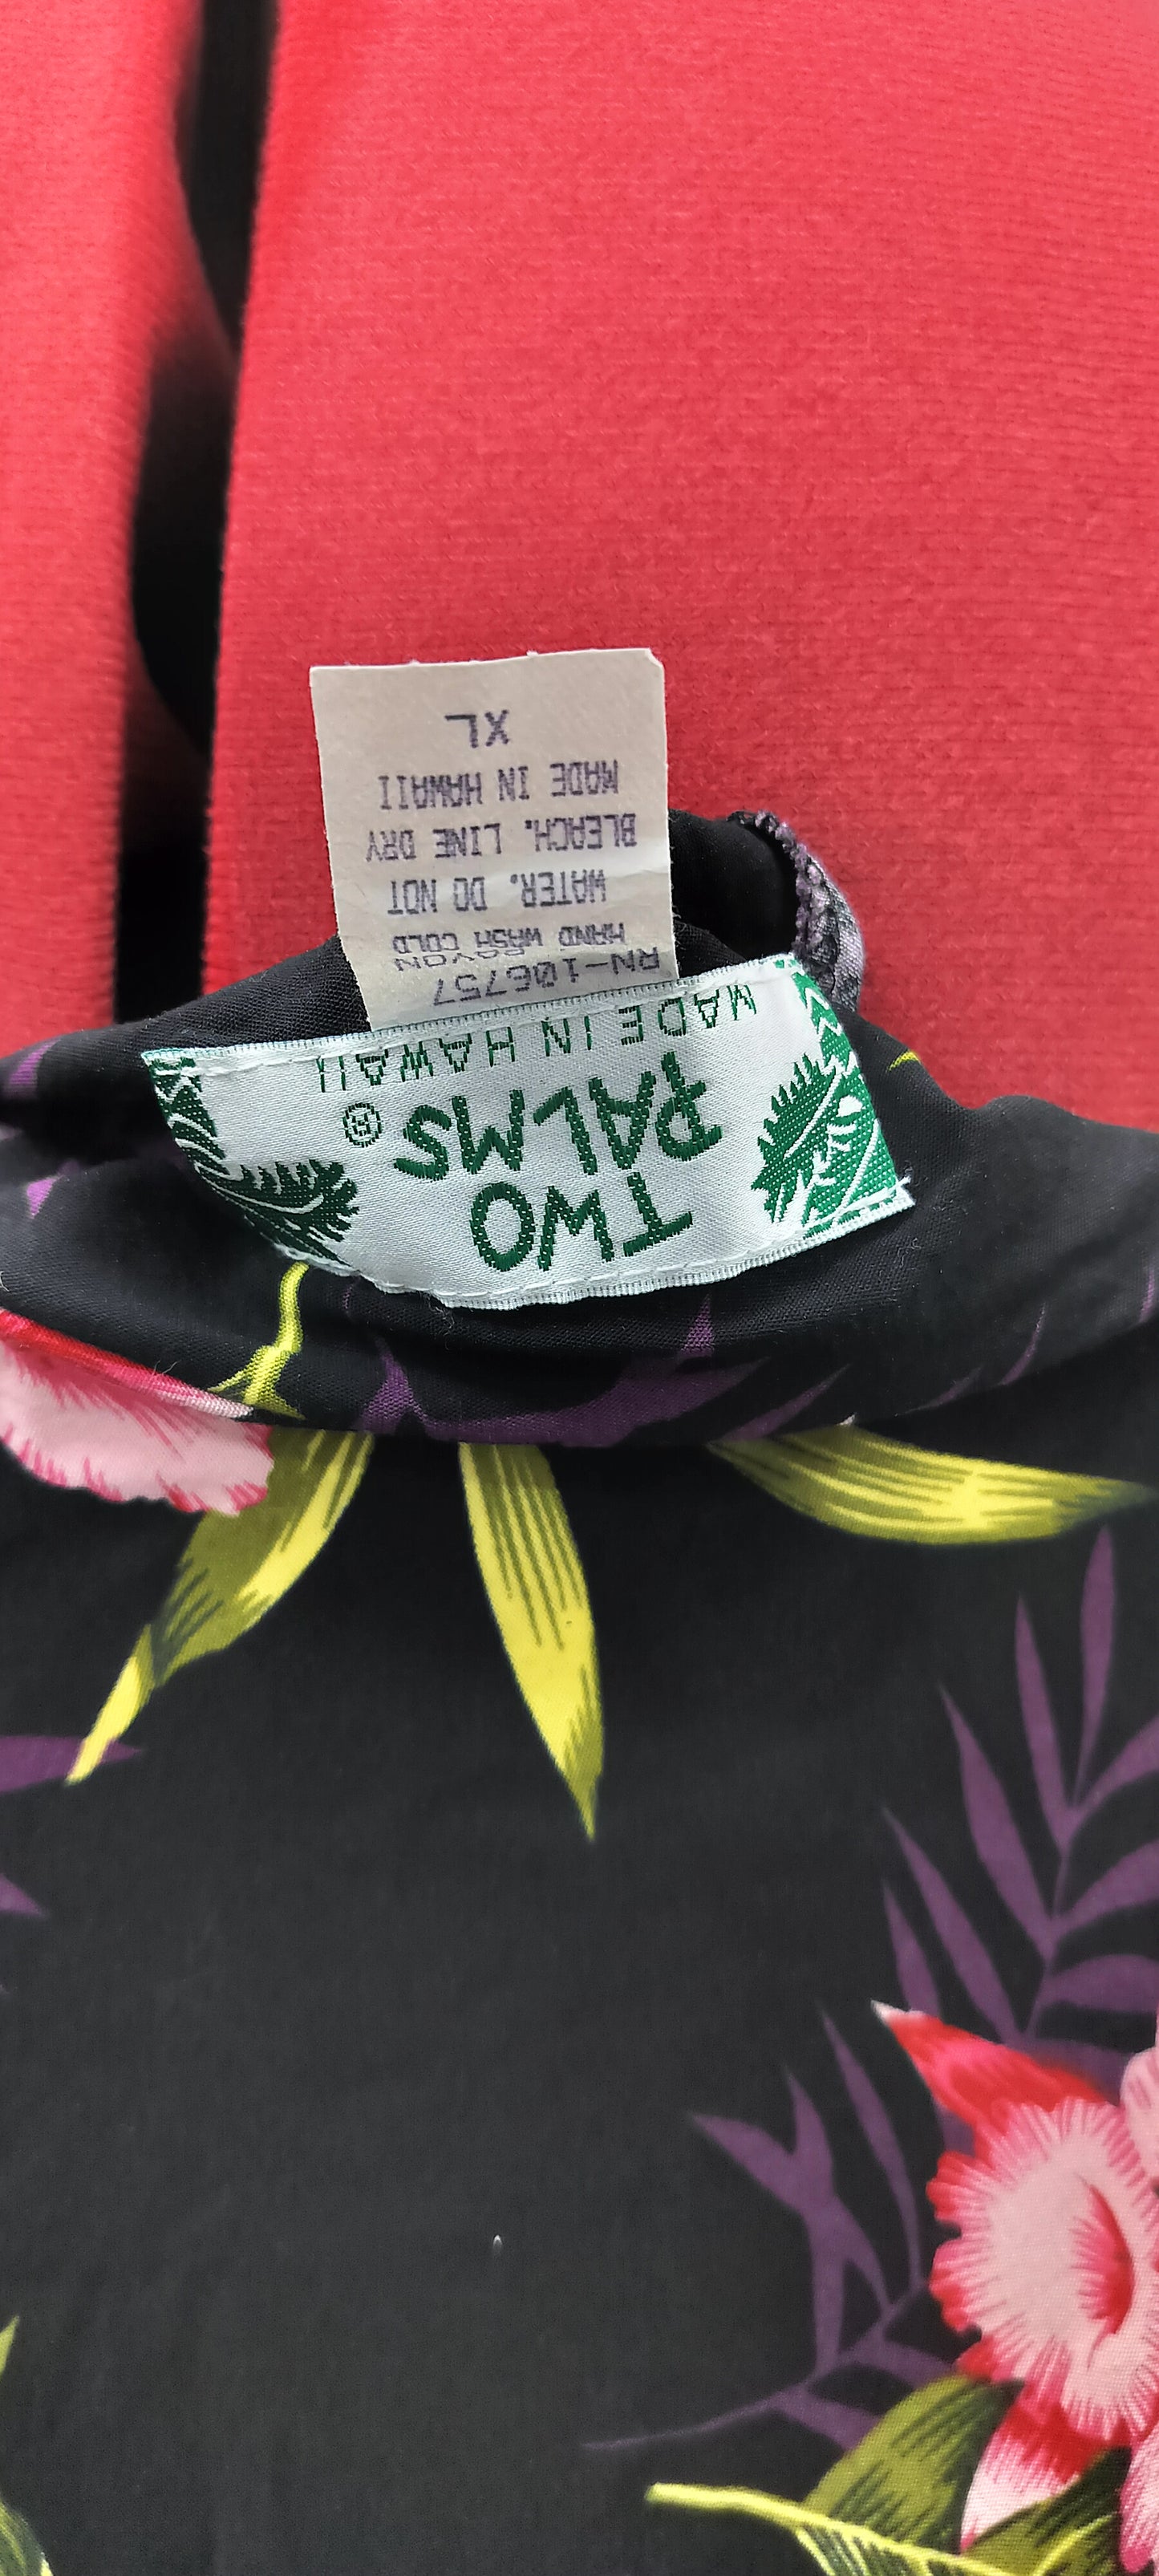 TWO
PALMS ®
MADE IN HAWAII
RN-106757
RAYON
HAND WASH COLD
WATER. DO NOT
BLEACH. LINE DRY
MADE IN HAWAII
XL